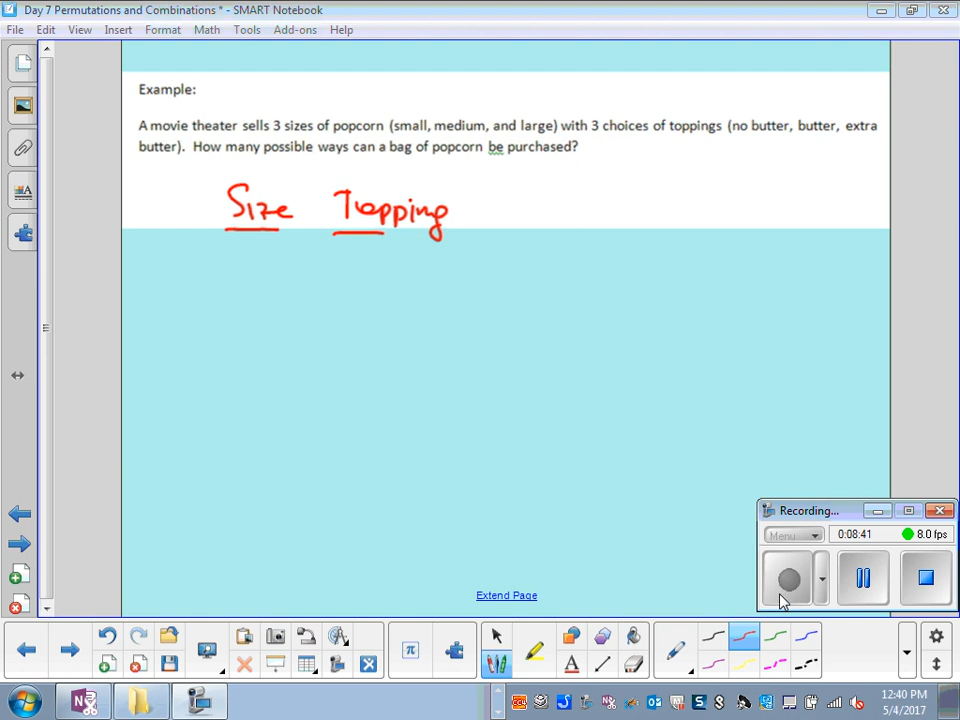 Day 7 Permutations and Combinations * - SMART Notebook
File Edit View Insert Format Math Tools Add-ons Help
Example:
A movie theater sells 3 sizes of popcorn (small, medium, and large) with 3 choices of toppings (no butter, butter, extra
butter). How many possible ways can a bag of popcorn be purchased?
Size Topping
Recording...
Menu 0:08:41 8.0 fps
Extend Page
12:40 PM
5/4/2017